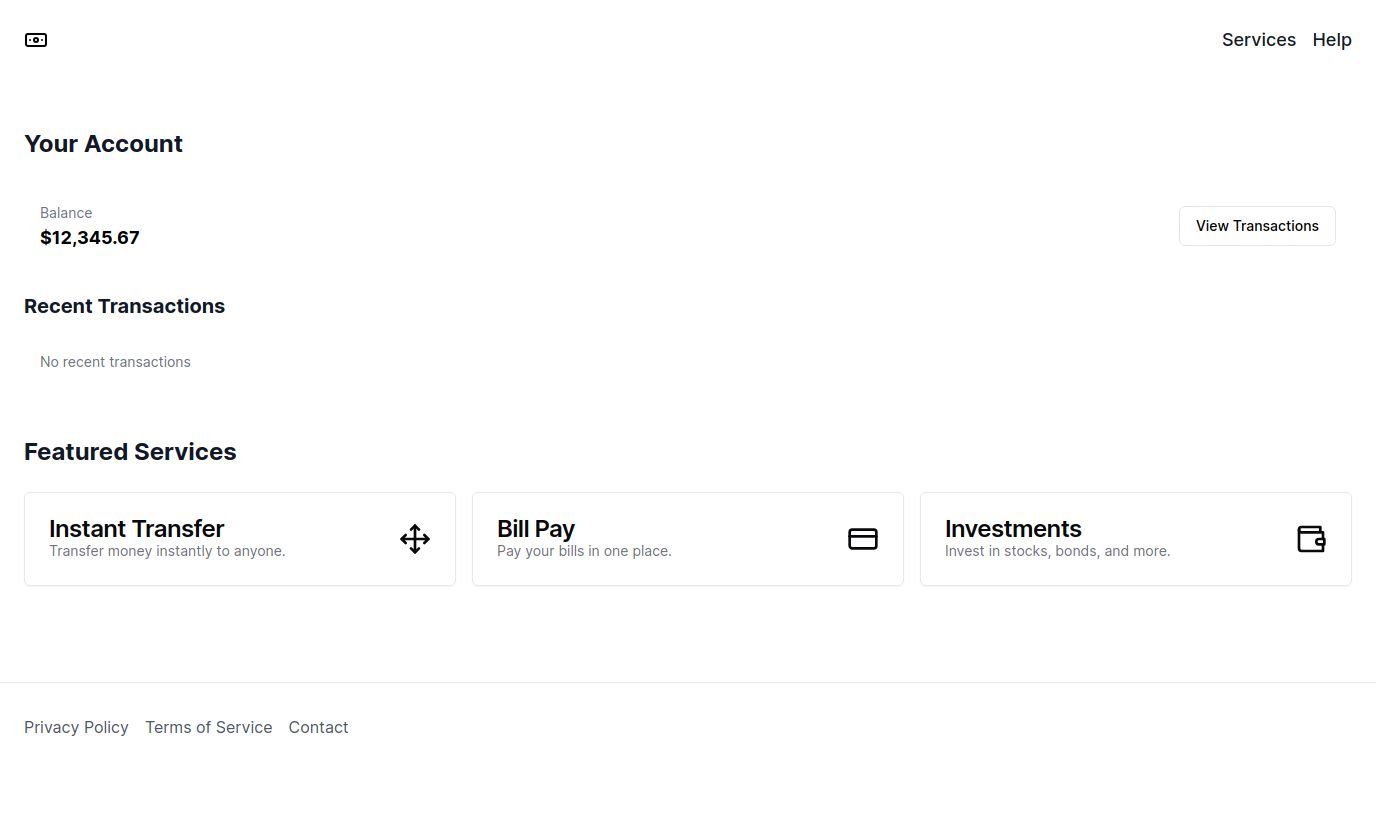 Services Help
Your Account
Balance
$12,345.67
View Transactions
Recent Transactions
No recent transactions
Featured Services
Instant Transfer
Transfer money instantly to anyone.
Bill Pay
Pay your bills in one place.
Investments
Invest in stocks, bonds, and more.
Privacy Policy Terms of Service Contact